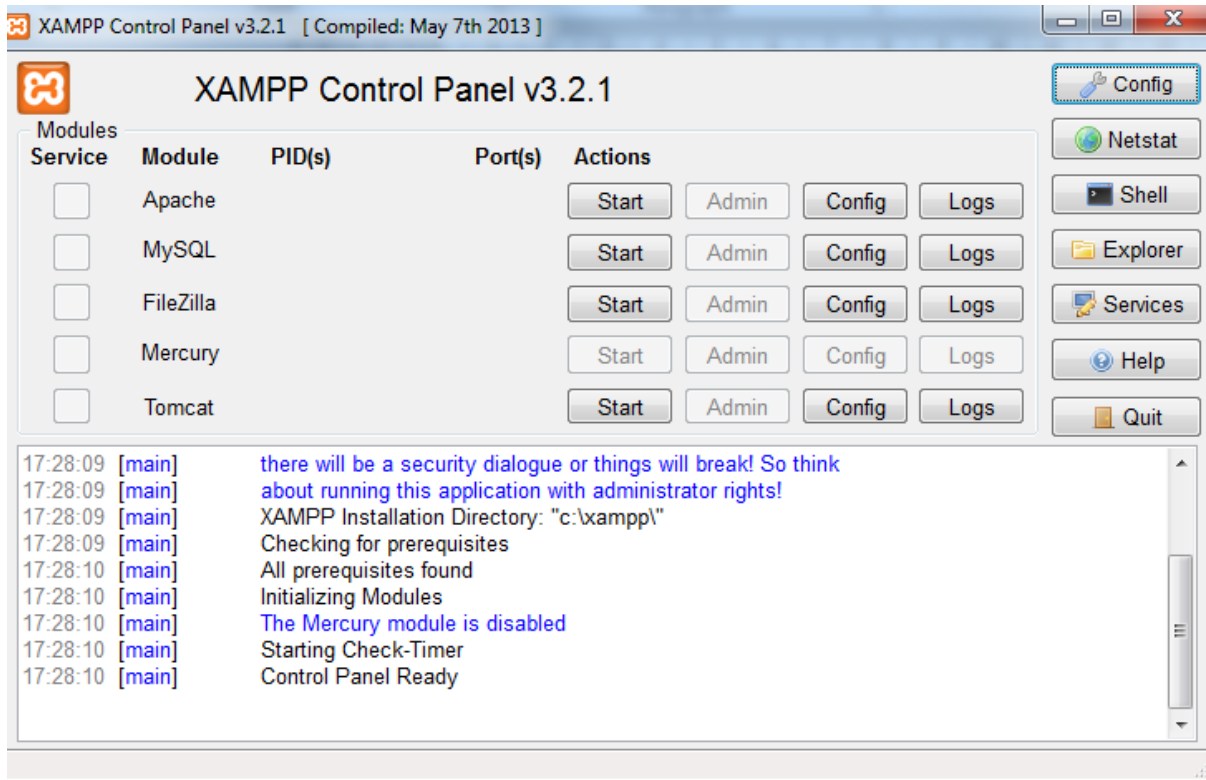 XAMPP Control Panel v3.2.1 [ Compiled: May 7th 2013 ]
XAMPP Control Panel v3.2.1
Config
Modules
Netstat
Service Module PID(s) Port(s) Actions
Apache Start Admin Config Logs
Shell
MySQL Start Admin Config Logs
Explorer
FileZilla Start Admin Config Logs
Services
Mercury Start Admin Config Logs
Help
Tomcat Start Admin Config Logs
Quit
17:28:09 [main] there will be a security dialogue or things will break! So think
17:28:09 [main] about running this application with administrator rights!
17:28:09 [main] XAMPP Installation Directory: "c:\xampp\"
17:28:09 [main] Checking for prerequisites
17:28:10 [main] All prerequisites found
17:28:10 [main] Initializing Modules
17:28:10 [main] The Mercury module is disabled
17:28:10 [main] Starting Check-Timer
17:28:10 [main] Control Panel Ready